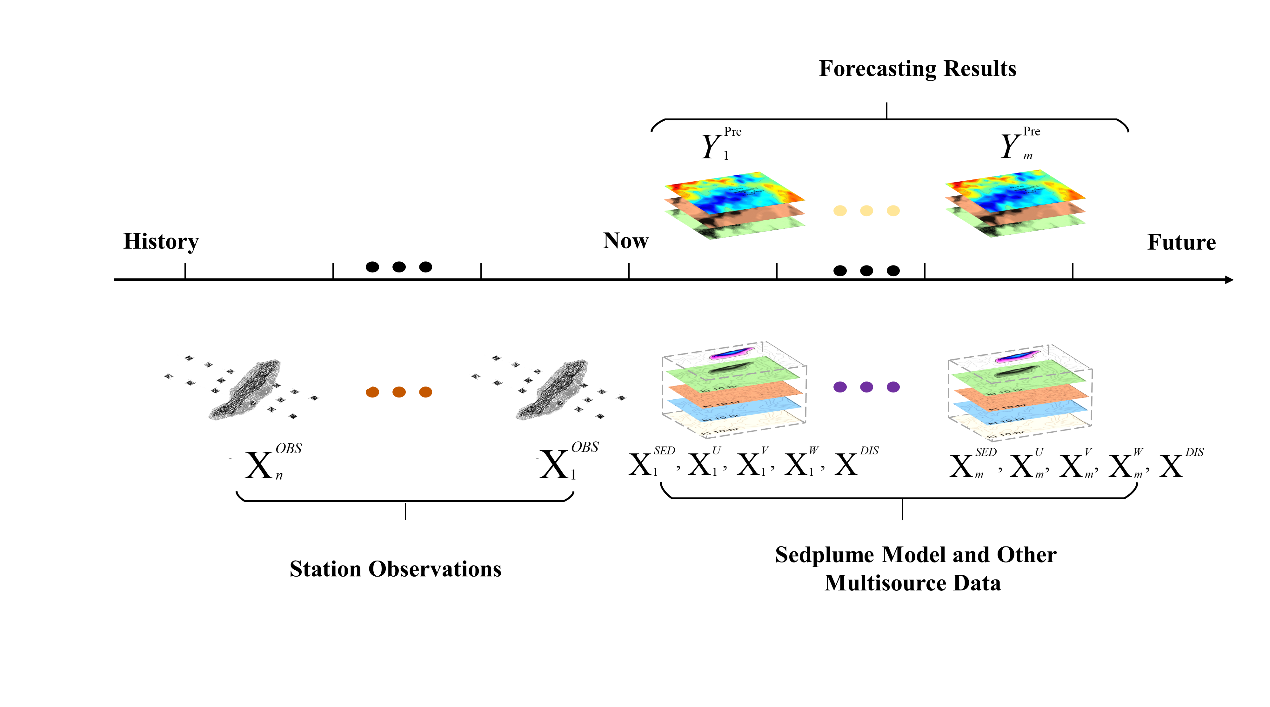 Forecasting Results
Y_1^Pre
Y_m^Pre
History
Now
Future
X_n^OBS
X_1^OBS
X_1^SED, X_1^U, X_1^V, X_1^W, X^DIS
X_m^SED, X_m^U, X_m^V, X_m^W, X^DIS
Station Observations
Sedplume Model and Other
Multisource Data